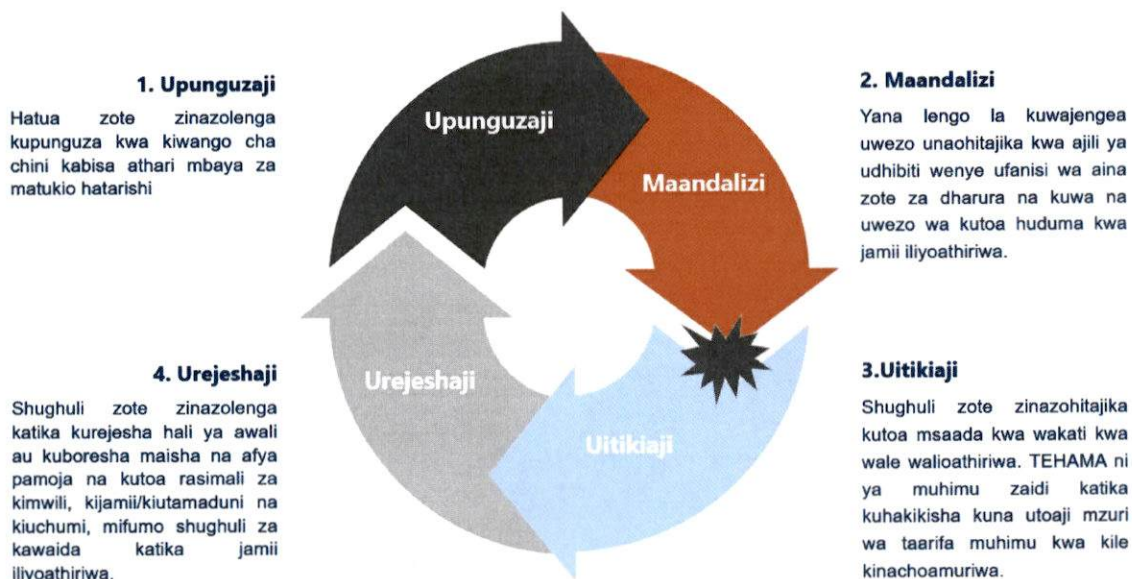 1. Upunguzaji
Hatua zote zinazolenga
kupunguza kwa kiwango cha
chini kabisa athari mbaya za
matukio hatarishi
Upunguzaji
Maandalizi
2. Maandalizi
Yana lengo la kuwajengea
uwezo unaohitajika kwa ajili ya
udhibiti wenye ufanisi wa aina
zote za dharura na kuwa na
uwezo wa kutoa huduma kwa
jamii iliyoathiriwa.
4. Urejeshaji
Shughuli zote zinazolenga
katika kurejesha hali ya awali
au kuboresha maisha na afya
pamoja na kutoa rasimali za
kimwili, kijamii/kiutamaduni na
kiuchumi, mifumo shughuli za
kawaida katika jamii
iliyoathiriwa.
Urejeshaji
Uitikiaji
3.Uitikiaji
Shughuli zote zinazohitajika
kutoa msaada kwa wakati kwa
wale walioathiriwa. TEHAMA ni
ya muhimu zaidi katika
kuhakikisha kuna utoaji mzuri
wa taarifa muhimu kwa kile
kinachoamuriwa.